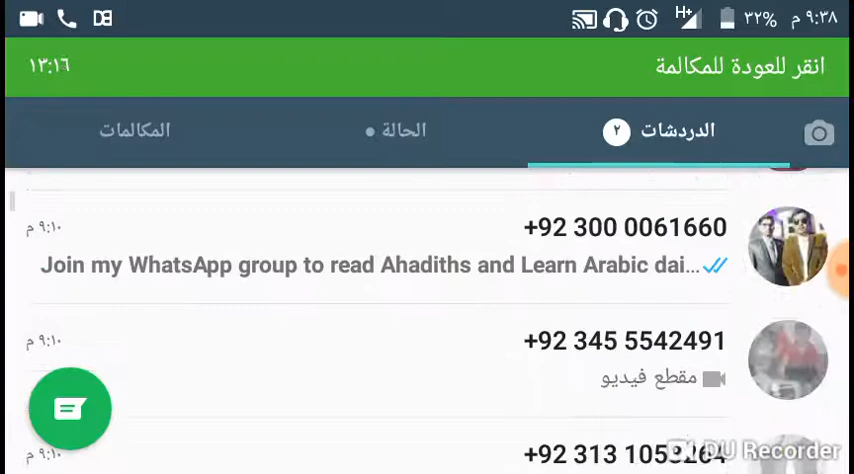 ٩:٣٨ م ٣٢% H+
انقر للعودة للمكالمة ١٣:١٦
الدردشات ٢ الحالة المكالمات
+92 300 0061660 ٩:١٠ م
Join my WhatsApp group to read Ahadiths and Learn Arabic dai...
+92 345 5542491 ٩:١٠ م
مقطع فيديو
+92 313 1053264 ٩:١٠ م
DU Recorder